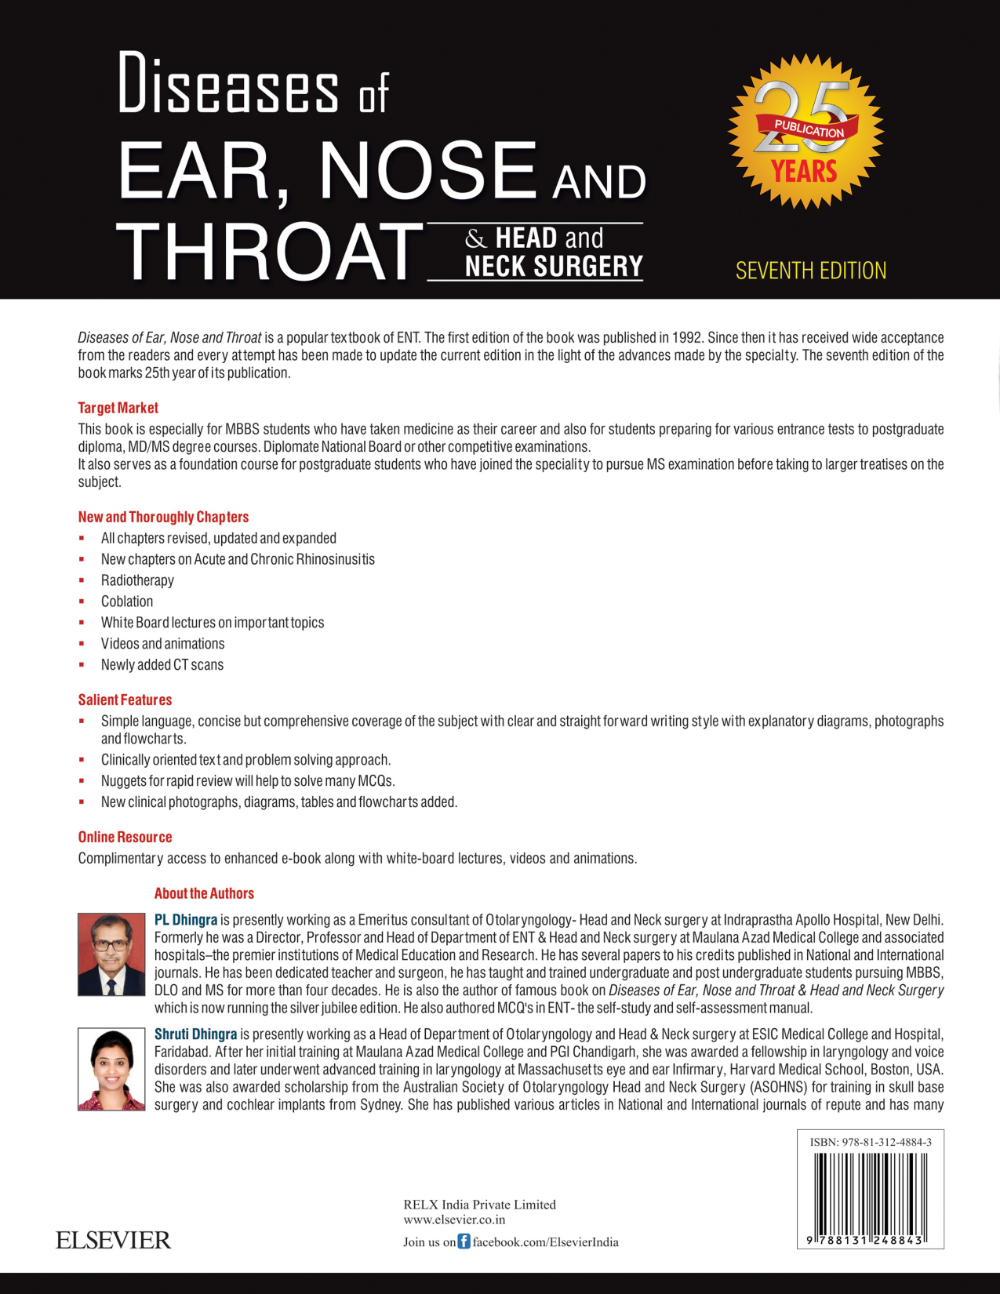 Diseases of
EAR, NOSE AND
THROAT & HEAD and
NECK SURGERY
25
PUBLICATION
YEARS
SEVENTH EDITION
Diseases of Ear, Nose and Throat is a popular textbook of ENT. The first edition of the book was published in 1992. Since then it has received wide acceptance
from the readers and every attempt has been made to update the current edition in the light of the advances made by the specialty. The seventh edition of the
book marks 25th year of its publication.
Target Market
This book is especially for MBBS students who have taken medicine as their career and also for students preparing for various entrance tests to postgraduate
diploma, MD/MS degree courses. Diplomate National Board or other competitive examinations.
It also serves as a foundation course for postgraduate students who have joined the speciality to pursue MS examination before taking to larger treatises on the
subject.
New and Thoroughly Chapters
▪ All chapters revised, updated and expanded
▪ New chapters on Acute and Chronic Rhinosinusitis
▪ Radiotherapy
▪ Coblation
▪ White Board lectures on important topics
▪ Videos and animations
▪ Newly added CT scans
Salient Features
▪ Simple language, concise but comprehensive coverage of the subject with clear and straight forward writing style with explanatory diagrams, photographs
and flowcharts.
▪ Clinically oriented text and problem solving approach.
▪ Nuggets for rapid review will help to solve many MCQs.
▪ New clinical photographs, diagrams, tables and flowcharts added.
Online Resource
Complimentary access to enhanced e-book along with white-board lectures, videos and animations.
About the Authors
PL Dhingra is presently working as a Emeritus consultant of Otolaryngology- Head and Neck surgery at Indraprastha Apollo Hospital, New Delhi.
Formerly he was a Director, Professor and Head of Department of ENT & Head and Neck surgery at Maulana Azad Medical College and associated
hospitals–the premier institutions of Medical Education and Research. He has several papers to his credits published in National and International
journals. He has been dedicated teacher and surgeon, he has taught and trained undergraduate and post undergraduate students pursuing MBBS,
DLO and MS for more than four decades. He is also the author of famous book on Diseases of Ear, Nose and Throat & Head and Neck Surgery
which is now running the silver jubilee edition. He also authored MCQ's in ENT- the self-study and self-assessment manual.
Shruti Dhingra is presently working as a Head of Department of Otolaryngology and Head & Neck surgery at ESIC Medical College and Hospital,
Faridabad. After her initial training at Maulana Azad Medical College and PGI Chandigarh, she was awarded a fellowship in laryngology and voice
disorders and later underwent advanced training in laryngology at Massachusetts eye and ear Infirmary, Harvard Medical School, Boston, USA.
She was also awarded scholarship from the Australian Society of Otolaryngology Head and Neck Surgery (ASOHNS) for training in skull base
surgery and cochlear implants from Sydney. She has published various articles in National and International journals of repute and has many
ISBN: 978-81-312-4884-3
9 788131 248843
RELX India Private Limited
www.elsevier.co.in
Join us on f facebook.com/ElsevierIndia
ELSEVIER